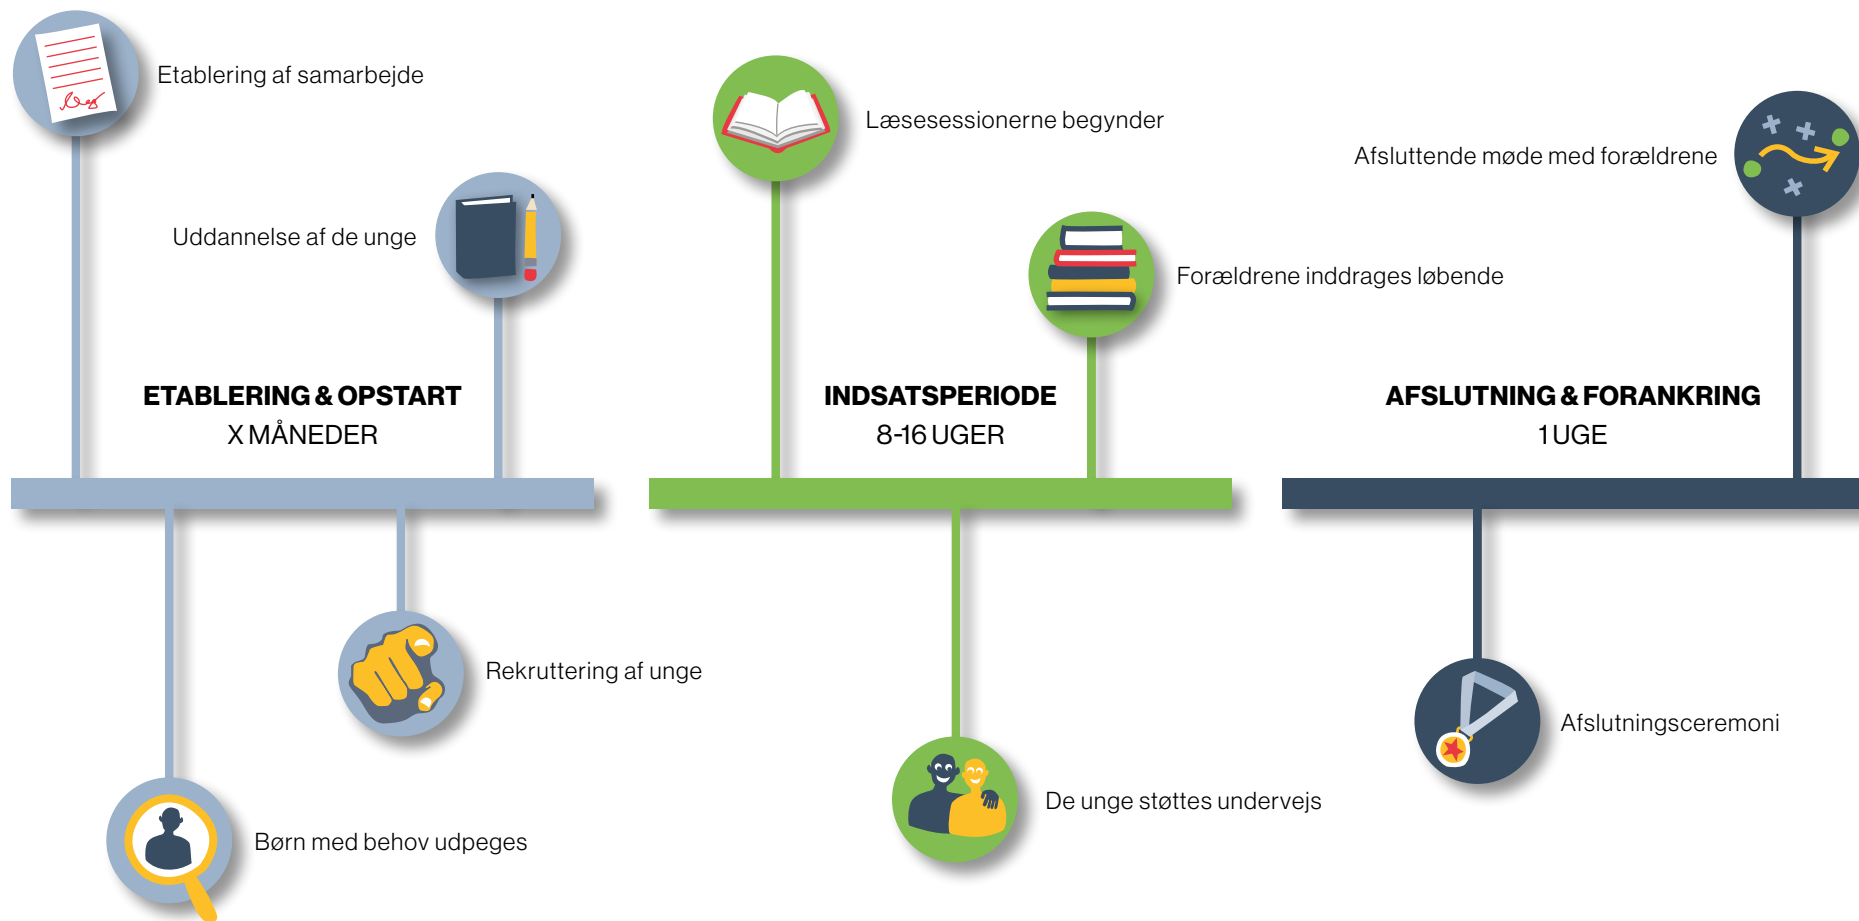 Etablering af samarbejde
Uddannelse af de unge
ETABLERING & OPSTART
X MÅNEDER
Rekruttering af unge
Børn med behov udpeges
Læsesessionerne begynder
Forældrene inddrages løbende
INDSATSPERIODE
8-16 UGER
De unge støttes undervejs
Afsluttende møde med forældrene
AFSLUTNING & FORANKRING
1 UGE
Afslutningsceremoni